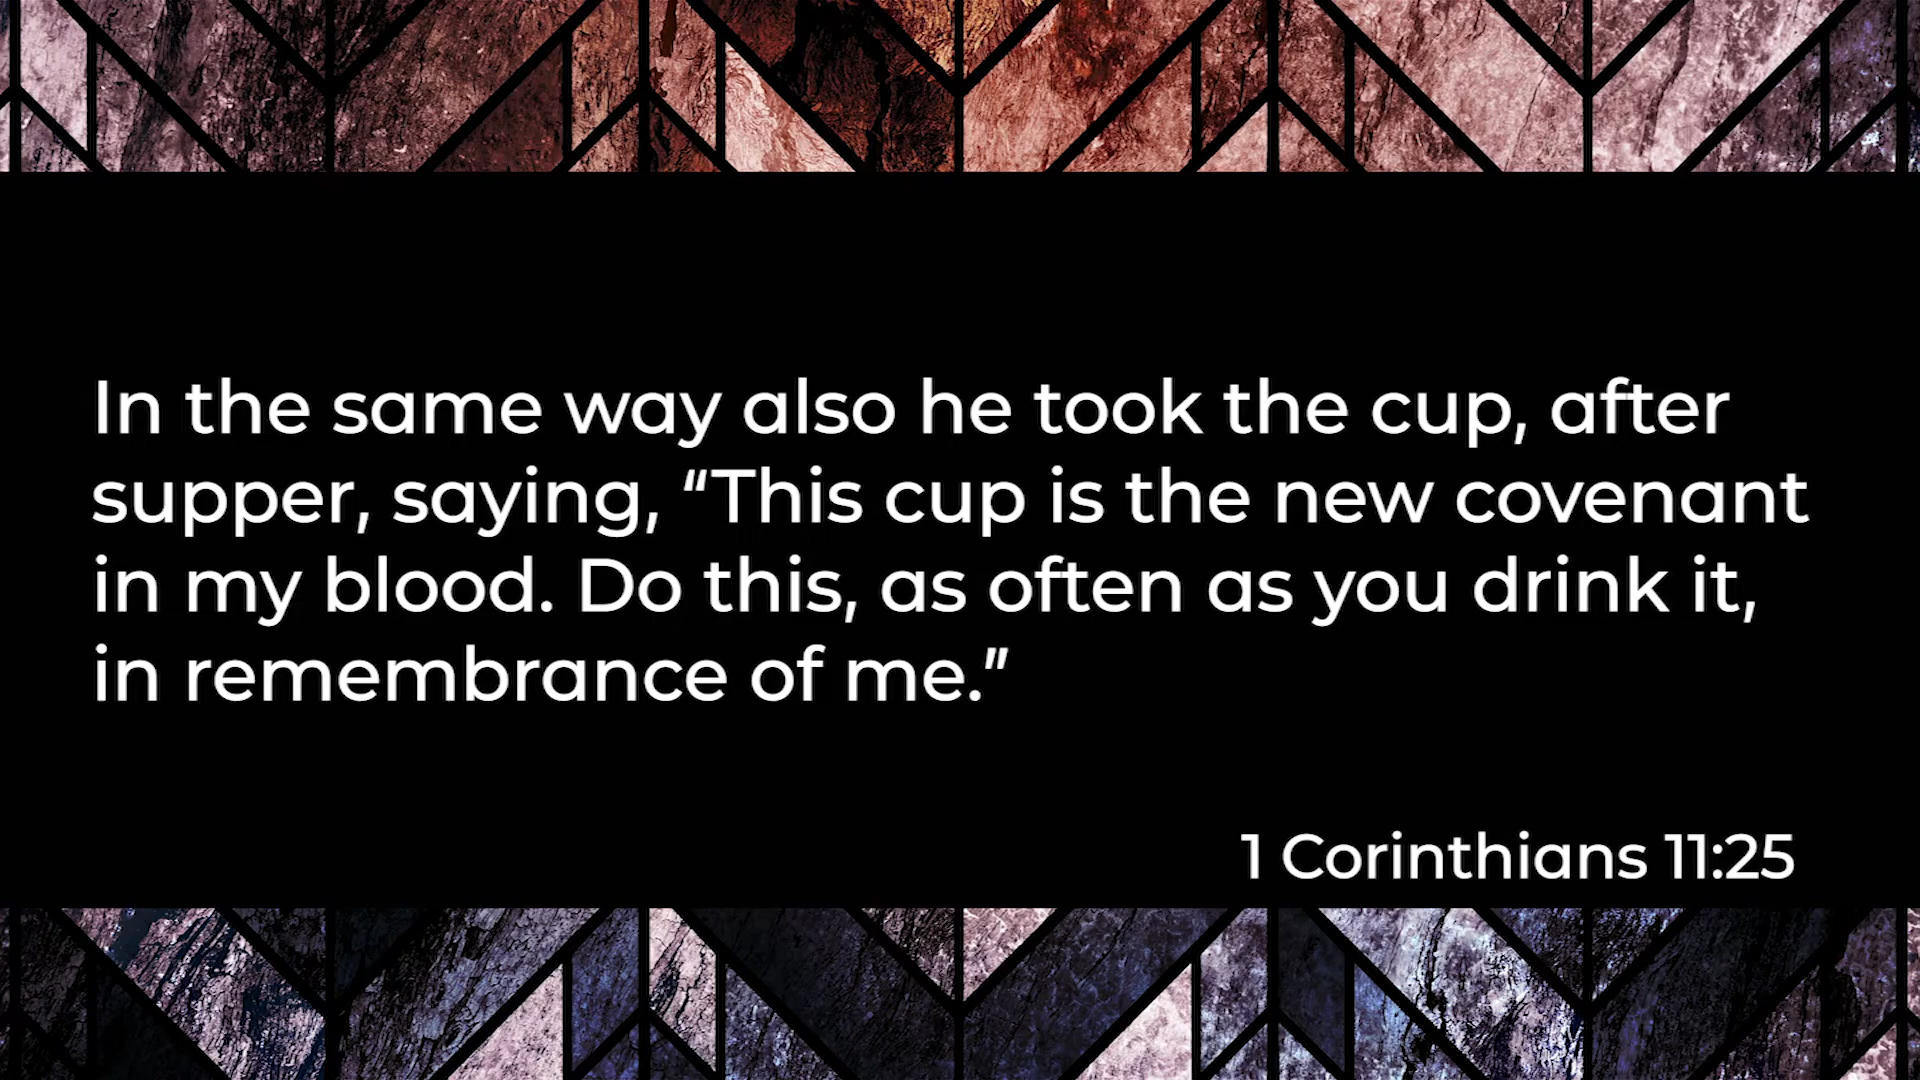 In the same way also he took the cup, after
supper, saying, “This cup is the new covenant
in my blood. Do this, as often as you drink it,
in remembrance of me.”
1 Corinthians 11:25